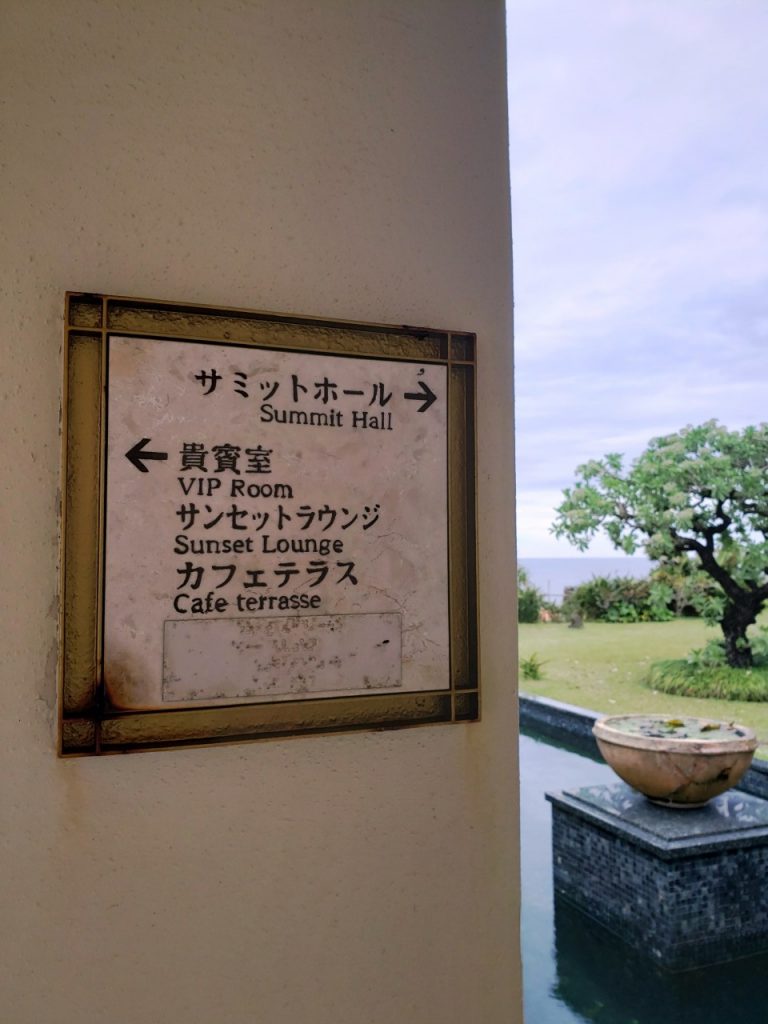 サミットホール →
Summit Hall
← 貴賓室
VIP Room
サンセットラウンジ
Sunset Lounge
カフェテラス
Cafe terrasse